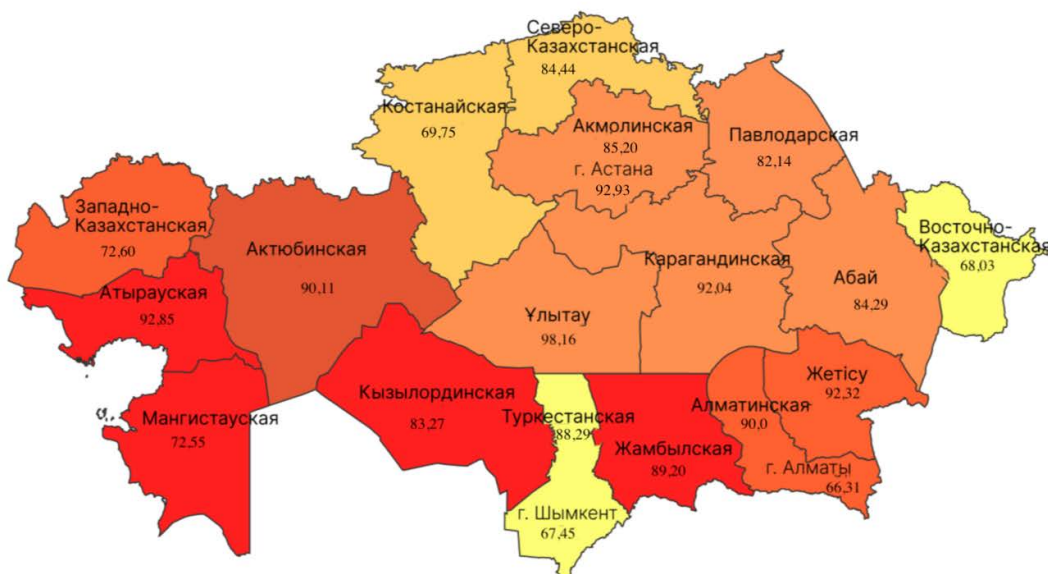 Северо-
Казахстанская
84,44
Костанайская
69,75
Акмолинская
85,20
г. Астана
92,93
Павлодарская
82,14
Западно-
Казахстанская
72,60
Актюбинская
90,11
Восточно-
Казахстанская
68,03
Карагандинская
92,04
Абай
84,29
Атырауская
92,85
Ұлытау
98,16
Жетісу
92,32
Мангистауская
72,55
Кызылординская
83,27
Туркестанская
88,29
Алматинская
90,0
Жамбылская
89,20
г. Алматы
66,31
г. Шымкент
67,45